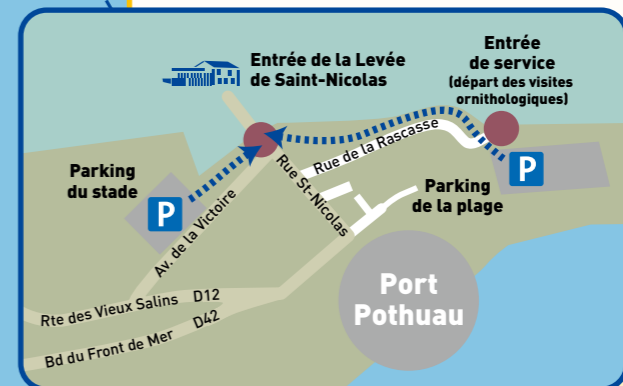 Entrée de la Levée
de Saint-Nicolas
Entrée
de service
(départ des visites
ornithologiques)
Rue de la Rascasse
Parking
du stade
P
P
Rue St-Nicolas
Parking
de la plage
Av. de la Victoire
Port
Pothuau
Rte des Vieux Salins D12
Bd du Front de Mer D42